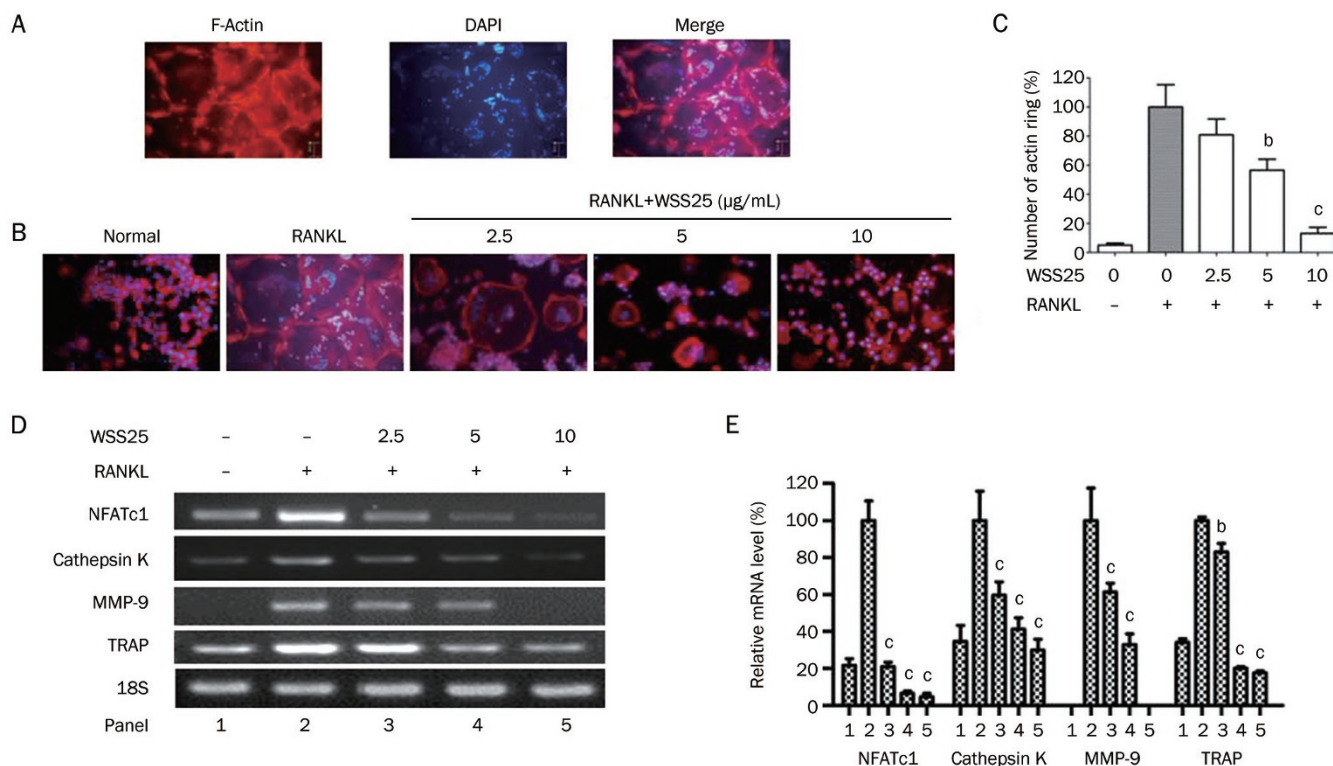 A
F-Actin
DAPI
Merge
B
RANKL+WSS25 (µg/mL)
Normal
RANKL
2.5
5
10
C
Number of actin ring (%)
120
100
80
60
40
20
0
b
c
WSS25 0 0 2.5 5 10
RANKL – + + + +
D
WSS25 – – 2.5 5 10
RANKL – + + + +
NFATc1
Cathepsin K
MMP-9
TRAP
18S
Panel 1 2 3 4 5
E
Relative mRNA level (%)
120
100
80
60
40
20
0
c c c
c c c
c c
b c c
1 2 3 4 5 1 2 3 4 5 1 2 3 4 5 1 2 3 4 5
NFATc1 Cathepsin K MMP-9 TRAP